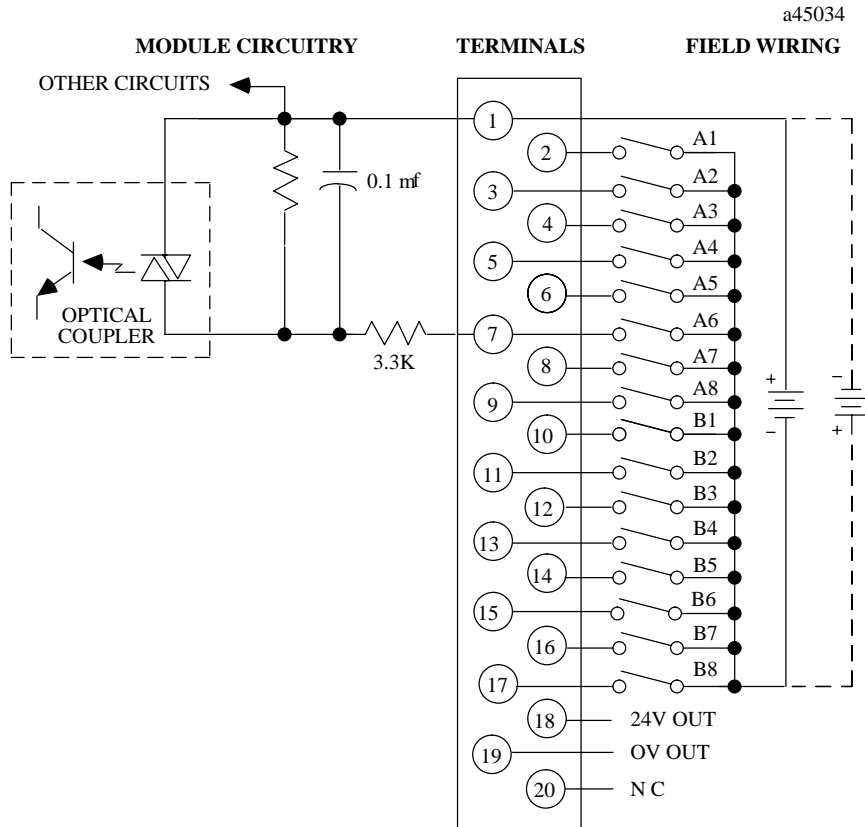 a45034
MODULE CIRCUITRY TERMINALS FIELD WIRING
OTHER CIRCUITS
1
2 A1
0.1 mf
3 A2
4 A3
5 A4
6 A5
OPTICAL
COUPLER
7 A6
3.3K
8 A7
9 A8
+ −
10 B1
− +
11 B2
12 B3
13 B4
14 B5
15 B6
16 B7
17 B8
18 24V OUT
19 OV OUT
20 N C